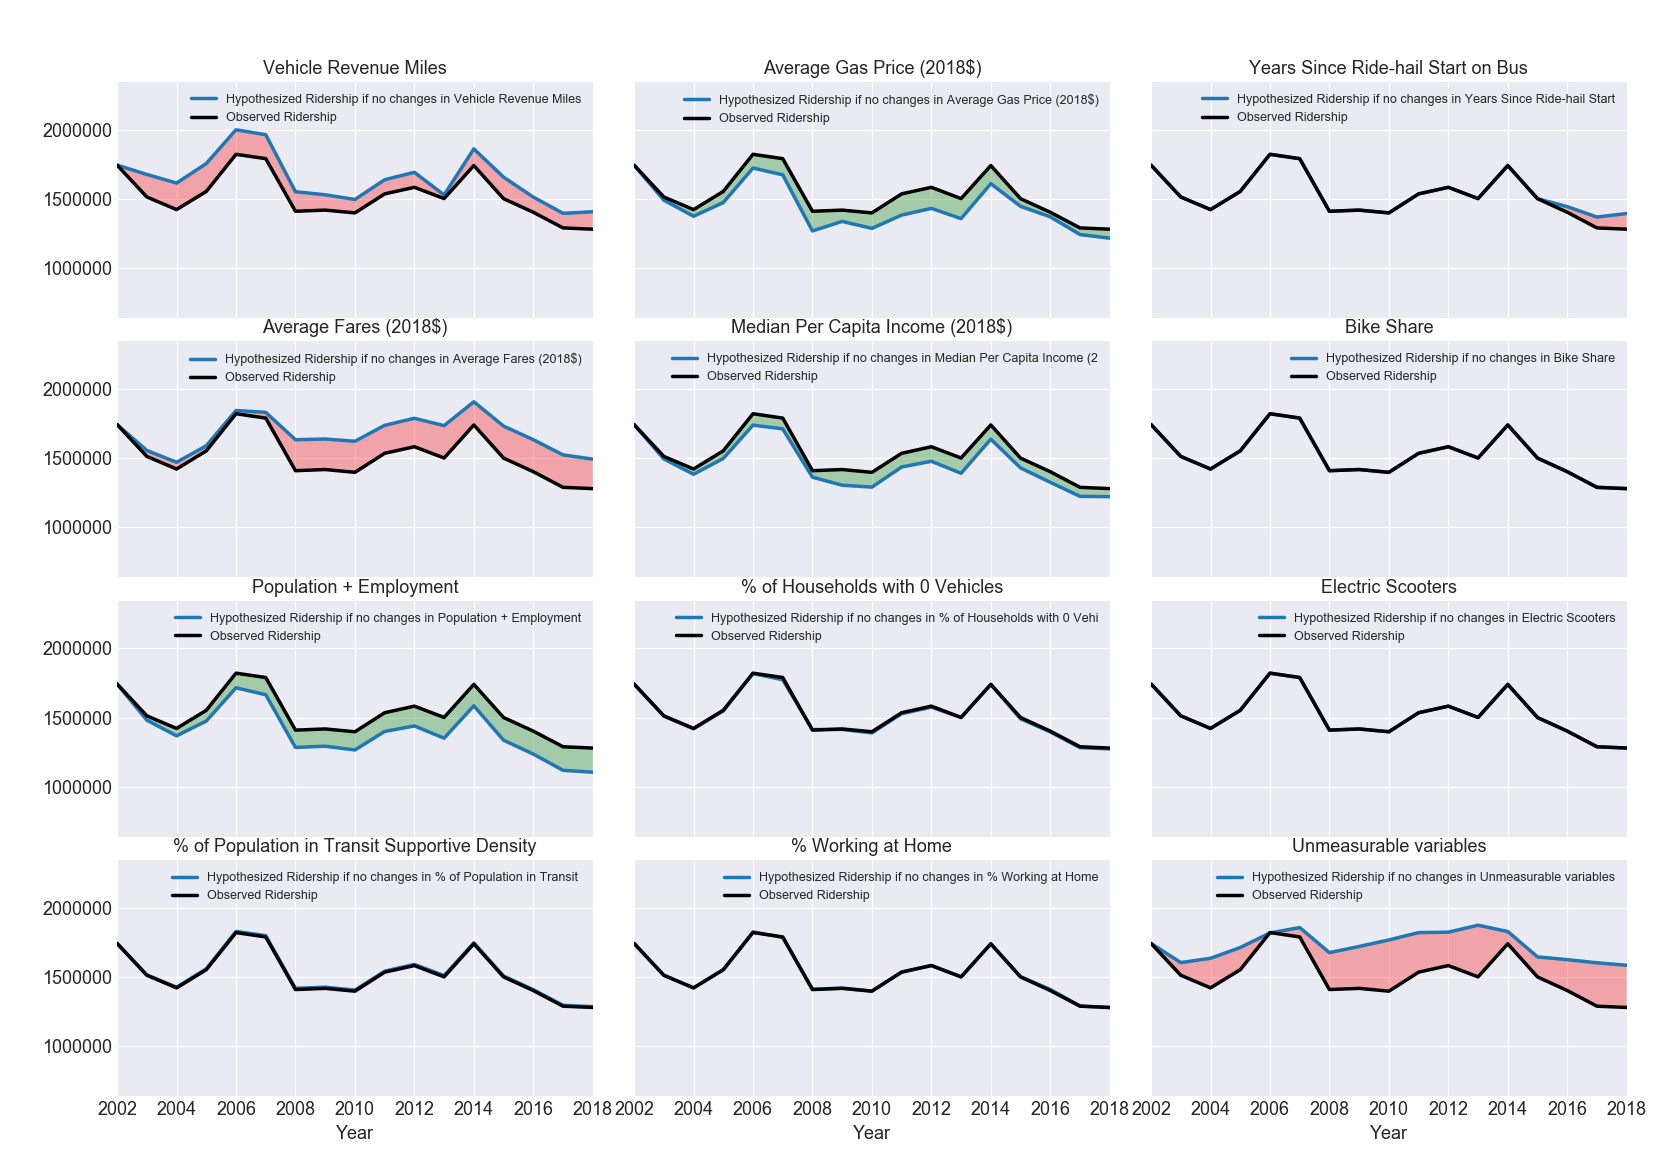 Vehicle Revenue Miles
Hypothesized Ridership if no changes in Vehicle Revenue Miles
Observed Ridership
2000000
1500000
1000000
Average Gas Price (2018$)
Hypothesized Ridership if no changes in Average Gas Price (2018$)
Observed Ridership
Years Since Ride-hail Start on Bus
Hypothesized Ridership if no changes in Years Since Ride-hail Start
Observed Ridership
Average Fares (2018$)
Hypothesized Ridership if no changes in Average Fares (2018$)
Observed Ridership
2000000
1500000
1000000
Median Per Capita Income (2018$)
Hypothesized Ridership if no changes in Median Per Capita Income (2
Observed Ridership
Bike Share
Hypothesized Ridership if no changes in Bike Share
Observed Ridership
Population + Employment
Hypothesized Ridership if no changes in Population + Employment
Observed Ridership
2000000
1500000
1000000
% of Households with 0 Vehicles
Hypothesized Ridership if no changes in % of Households with 0 Vehi
Observed Ridership
Electric Scooters
Hypothesized Ridership if no changes in Electric Scooters
Observed Ridership
% of Population in Transit Supportive Density
Hypothesized Ridership if no changes in % of Population in Transit
Observed Ridership
2000000
1500000
1000000
2002 2004 2006 2008 2010 2012 2014 2016 2018
Year
% Working at Home
Hypothesized Ridership if no changes in % Working at Home
Observed Ridership
2002 2004 2006 2008 2010 2012 2014 2016 2018
Year
Unmeasurable variables
Hypothesized Ridership if no changes in Unmeasurable variables
Observed Ridership
2002 2004 2006 2008 2010 2012 2014 2016 2018
Year